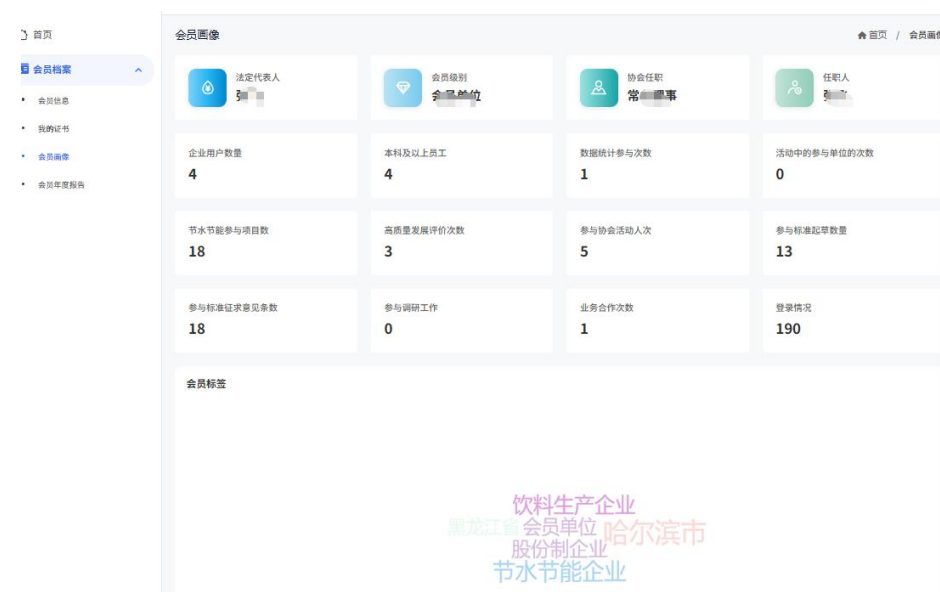 首页
会员档案
会员信息
我的证书
会员画像
会员年度报告
会员画像
首页 / 会员画像
法定代表人
会员级别
会员单位
协会任职
任职人
企业用户数量
4
本科及以上员工
4
数据统计参与次数
1
活动中的参与单位的次数
0
节水节能参与项目数
18
高质量发展评价次数
3
参与协会活动人次
5
参与标准起草数量
13
参与标准征求意见条数
18
参与调研工作
0
业务合作次数
1
登录情况
190
会员标签
饮料生产企业
黑龙江省 会员单位 哈尔滨市
股份制企业
节水节能企业